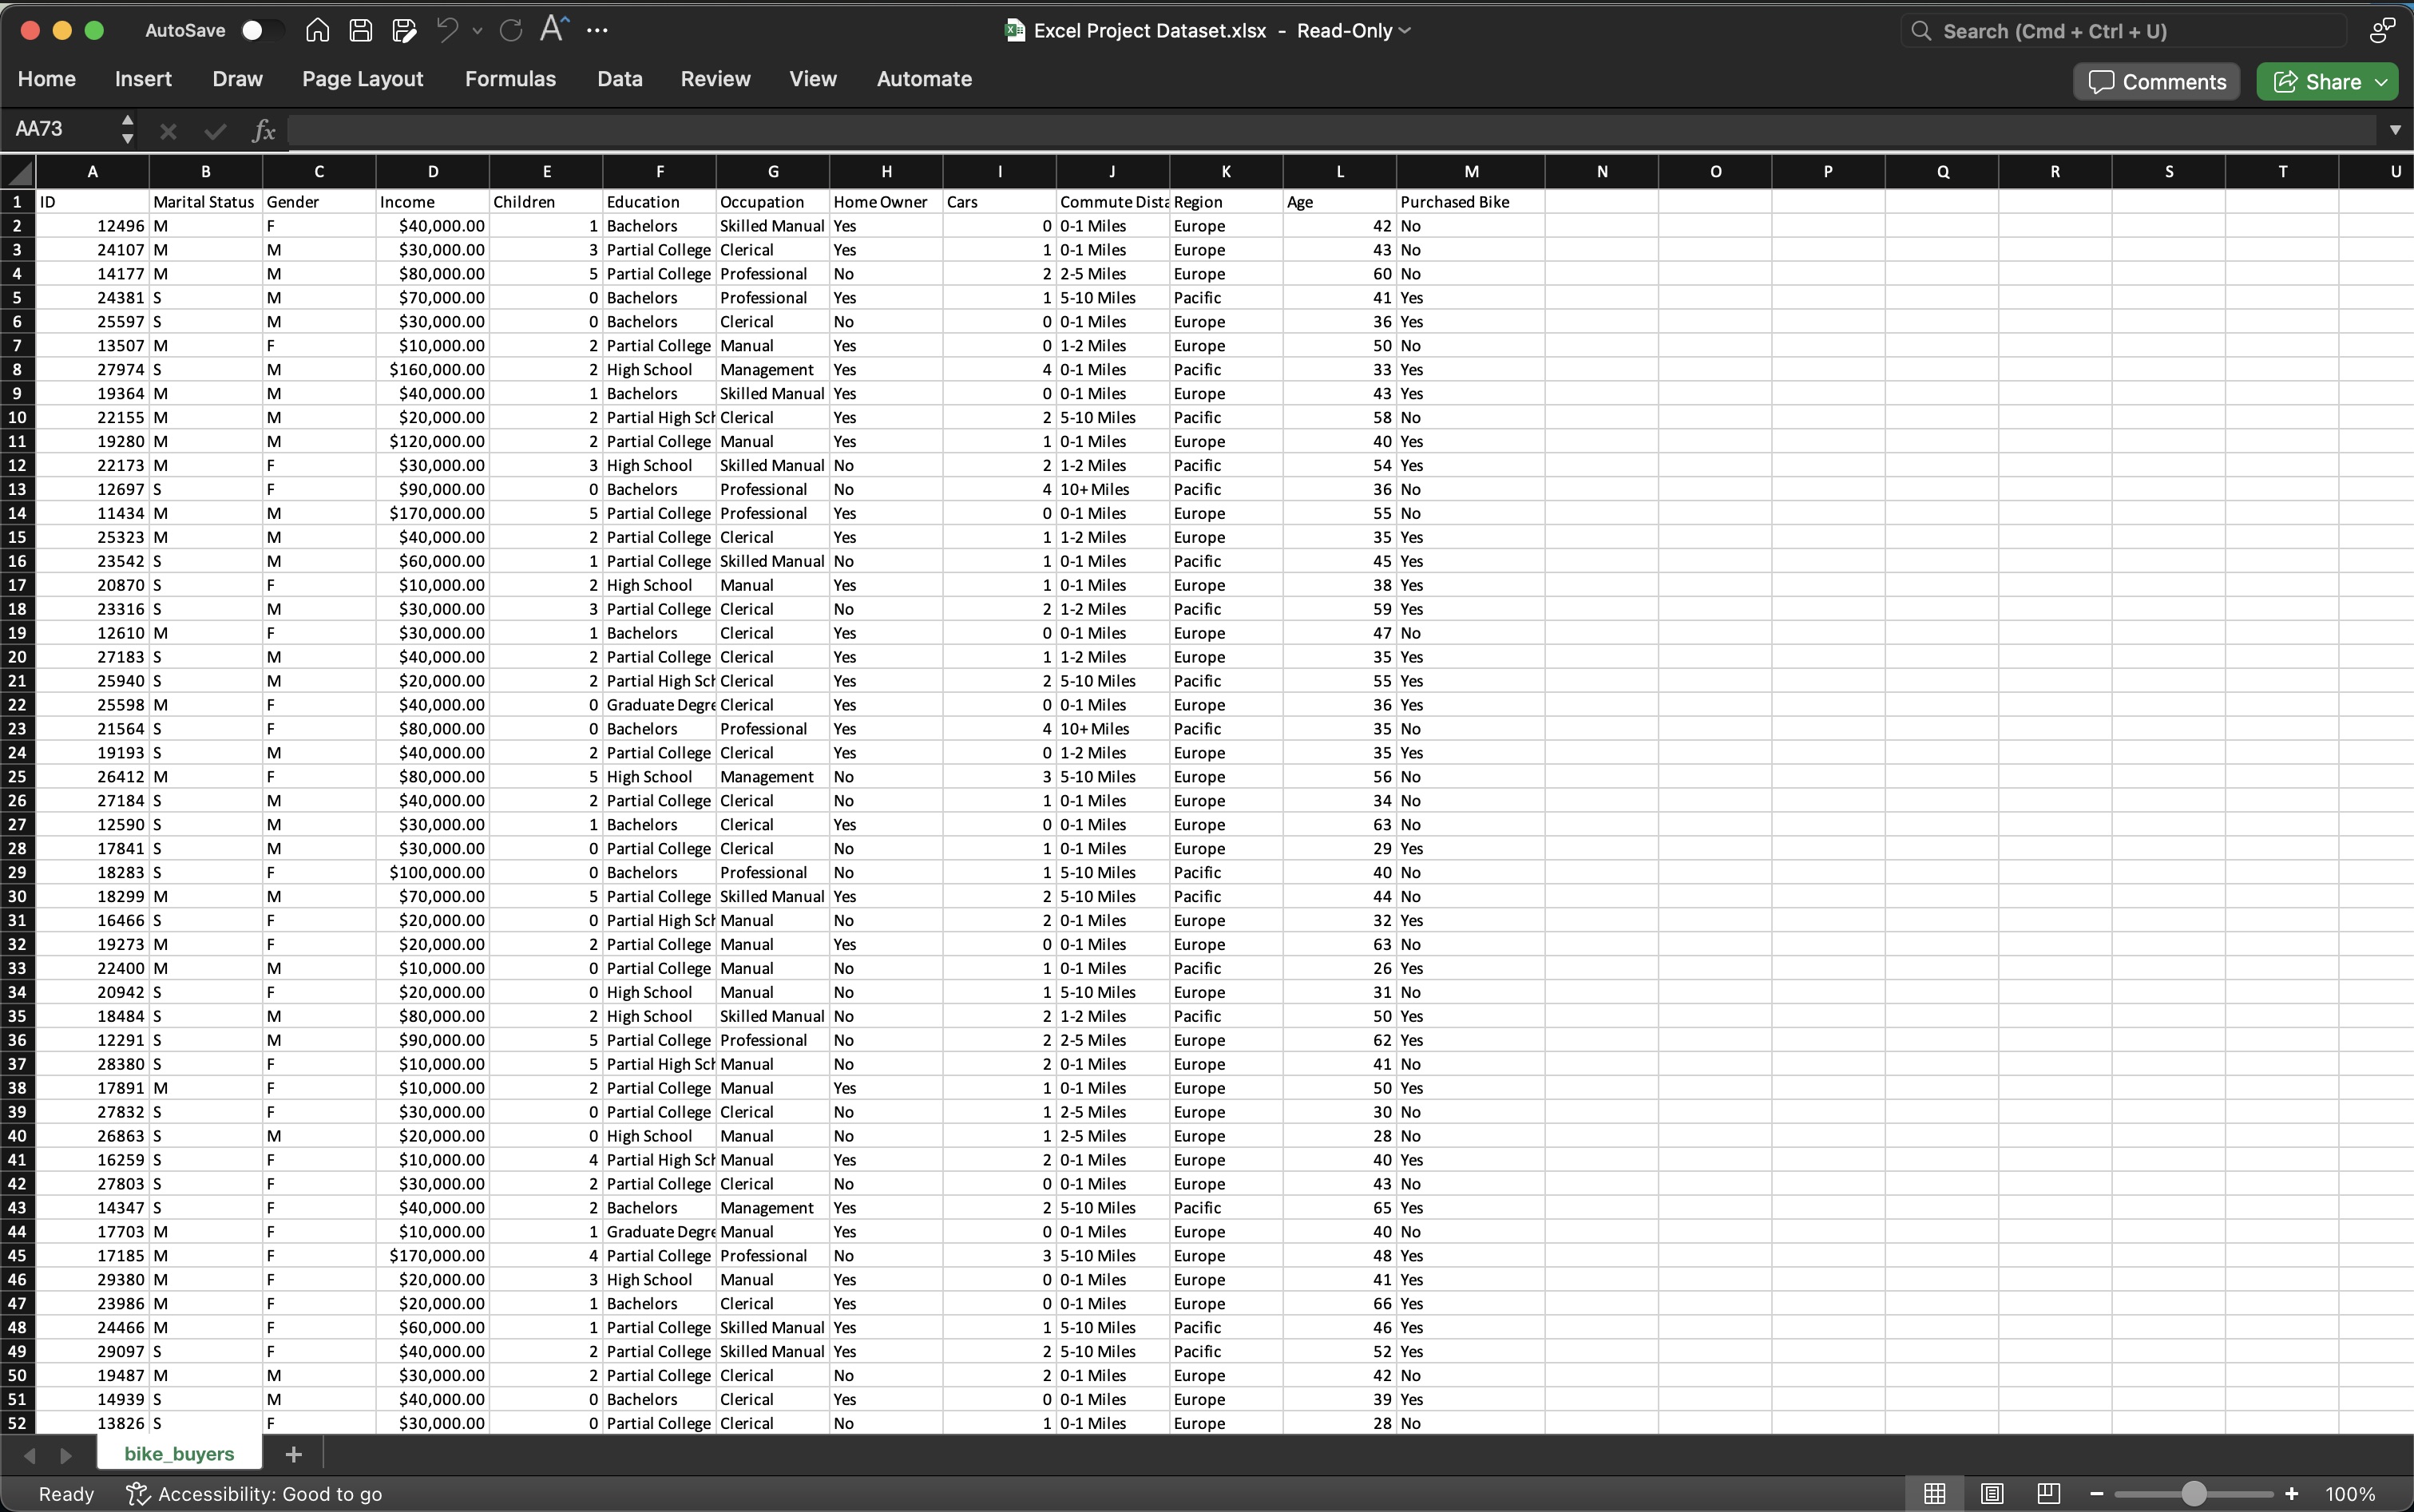 AutoSave Excel Project Dataset.xlsx - Read-Only Search (Cmd + Ctrl + U)
Home Insert Draw Page Layout Formulas Data Review View Automate Comments Share
AA73 fx
A B C D E F G H I J K L M N O P Q R S T U
1 ID Marital Status Gender Income Children Education Occupation Home Owner Cars Commute Dista Region Age Purchased Bike
2 12496 M F $40,000.00 1 Bachelors Skilled Manual Yes 0 0-1 Miles Europe 42 No
3 24107 M M $30,000.00 3 Partial College Clerical Yes 1 0-1 Miles Europe 43 No
4 14177 M M $80,000.00 5 Partial College Professional No 2 2-5 Miles Europe 60 No
5 24381 S M $70,000.00 0 Bachelors Professional Yes 1 5-10 Miles Pacific 41 Yes
6 25597 S M $30,000.00 0 Bachelors Clerical No 0 0-1 Miles Europe 36 Yes
7 13507 M F $10,000.00 2 Partial College Manual Yes 0 1-2 Miles Europe 50 No
8 27974 S M $160,000.00 2 High School Management Yes 4 0-1 Miles Pacific 33 Yes
9 19364 M M $40,000.00 1 Bachelors Skilled Manual Yes 0 0-1 Miles Europe 43 Yes
10 22155 M M $20,000.00 2 Partial High Sch Clerical Yes 2 5-10 Miles Pacific 58 No
11 19280 M M $120,000.00 2 Partial College Manual Yes 1 0-1 Miles Europe 40 Yes
12 22173 M F $30,000.00 3 High School Skilled Manual No 2 1-2 Miles Pacific 54 Yes
13 12697 S F $90,000.00 0 Bachelors Professional No 4 10+ Miles Pacific 36 No
14 11434 M M $170,000.00 5 Partial College Professional Yes 0 0-1 Miles Europe 55 No
15 25323 M M $40,000.00 2 Partial College Clerical Yes 1 1-2 Miles Europe 35 Yes
16 23542 S M $60,000.00 1 Partial College Skilled Manual No 1 0-1 Miles Pacific 45 Yes
17 20870 S F $10,000.00 2 High School Manual Yes 1 0-1 Miles Europe 38 Yes
18 23316 S M $30,000.00 3 Partial College Clerical No 2 1-2 Miles Pacific 59 Yes
19 12610 M F $30,000.00 1 Bachelors Clerical Yes 0 0-1 Miles Europe 47 No
20 27183 S M $40,000.00 2 Partial College Clerical Yes 1 1-2 Miles Europe 35 Yes
21 25940 S M $20,000.00 2 Partial High Sch Clerical Yes 2 5-10 Miles Pacific 55 Yes
22 25598 M F $40,000.00 0 Graduate Degre Clerical Yes 0 0-1 Miles Europe 36 Yes
23 21564 S F $80,000.00 0 Bachelors Professional Yes 4 10+ Miles Pacific 35 No
24 19193 S M $40,000.00 2 Partial College Clerical Yes 0 1-2 Miles Europe 35 Yes
25 26412 M F $80,000.00 5 High School Management No 3 5-10 Miles Europe 56 No
26 27184 S M $40,000.00 2 Partial College Clerical No 1 0-1 Miles Europe 34 No
27 12590 S M $30,000.00 1 Bachelors Clerical Yes 0 0-1 Miles Europe 63 No
28 17841 S M $30,000.00 0 Partial College Clerical No 1 0-1 Miles Europe 29 Yes
29 18283 S F $100,000.00 0 Bachelors Professional No 1 5-10 Miles Pacific 40 No
30 18299 M M $70,000.00 5 Partial College Skilled Manual Yes 2 5-10 Miles Pacific 44 No
31 16466 S F $20,000.00 0 Partial High Sch Manual No 2 0-1 Miles Europe 32 Yes
32 19273 M F $20,000.00 2 Partial College Manual Yes 0 0-1 Miles Europe 63 No
33 22400 M M $10,000.00 0 Partial College Manual No 1 0-1 Miles Pacific 26 Yes
34 20942 S F $20,000.00 0 High School Manual No 1 5-10 Miles Europe 31 No
35 18484 S M $80,000.00 2 High School Skilled Manual No 2 1-2 Miles Pacific 50 Yes
36 12291 S M $90,000.00 5 Partial College Professional No 2 2-5 Miles Europe 62 Yes
37 28380 S F $10,000.00 5 Partial High Sch Manual No 2 0-1 Miles Europe 41 No
38 17891 M F $10,000.00 2 Partial College Manual Yes 1 0-1 Miles Europe 50 Yes
39 27832 S F $30,000.00 0 Partial College Clerical No 1 2-5 Miles Europe 30 No
40 26863 S M $20,000.00 0 High School Manual No 1 2-5 Miles Europe 28 No
41 16259 S F $10,000.00 4 Partial High Sch Manual Yes 2 0-1 Miles Europe 40 Yes
42 27803 S F $30,000.00 2 Partial College Clerical No 0 0-1 Miles Europe 43 No
43 14347 S F $40,000.00 2 Bachelors Management Yes 2 5-10 Miles Pacific 65 Yes
44 17703 M F $10,000.00 1 Graduate Degre Manual Yes 0 0-1 Miles Europe 40 No
45 17185 M F $170,000.00 4 Partial College Professional No 3 5-10 Miles Europe 48 Yes
46 29380 M F $20,000.00 3 High School Manual Yes 0 0-1 Miles Europe 41 Yes
47 23986 M F $20,000.00 1 Bachelors Clerical Yes 0 0-1 Miles Europe 66 Yes
48 24466 M F $60,000.00 1 Partial College Skilled Manual Yes 1 5-10 Miles Pacific 46 Yes
49 29097 S F $40,000.00 2 Partial College Skilled Manual Yes 2 5-10 Miles Pacific 52 Yes
50 19487 M M $30,000.00 2 Partial College Clerical No 2 0-1 Miles Europe 42 No
51 14939 S M $40,000.00 0 Bachelors Clerical Yes 0 0-1 Miles Europe 39 Yes
52 13826 S F $30,000.00 0 Partial College Clerical No 1 0-1 Miles Europe 28 No
bike_buyers
Ready Accessibility: Good to go 100%